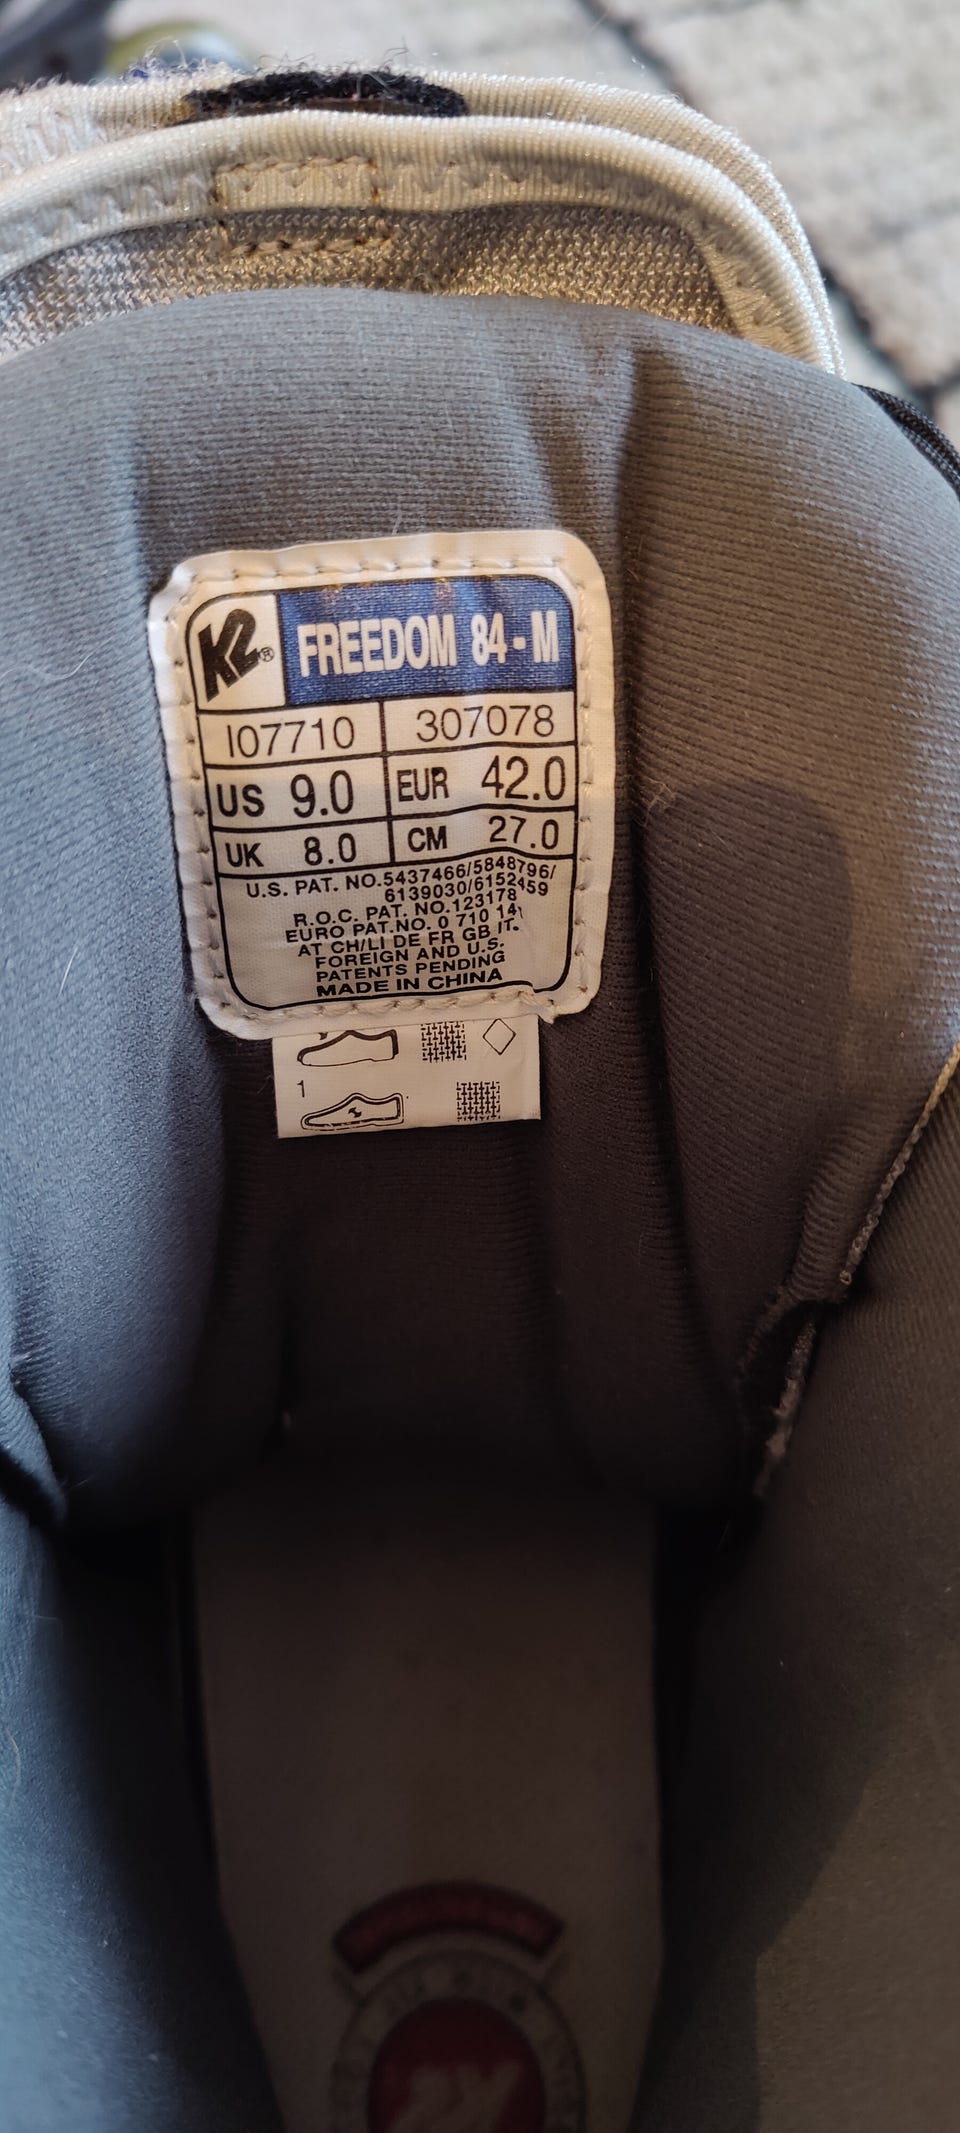 K2® FREEDOM 84-M
I07710 307078
US 9.0 EUR 42.0
UK 8.0 CM 27.0
U.S. PAT. NO.5437466/5848796/
6139030/6152459
R.O.C. PAT. NO.123178
EURO PAT.NO. 0 710 14
AT CH/LI DE FR GB IT.
FOREIGN AND U.S.
PATENTS PENDING
MADE IN CHINA
1